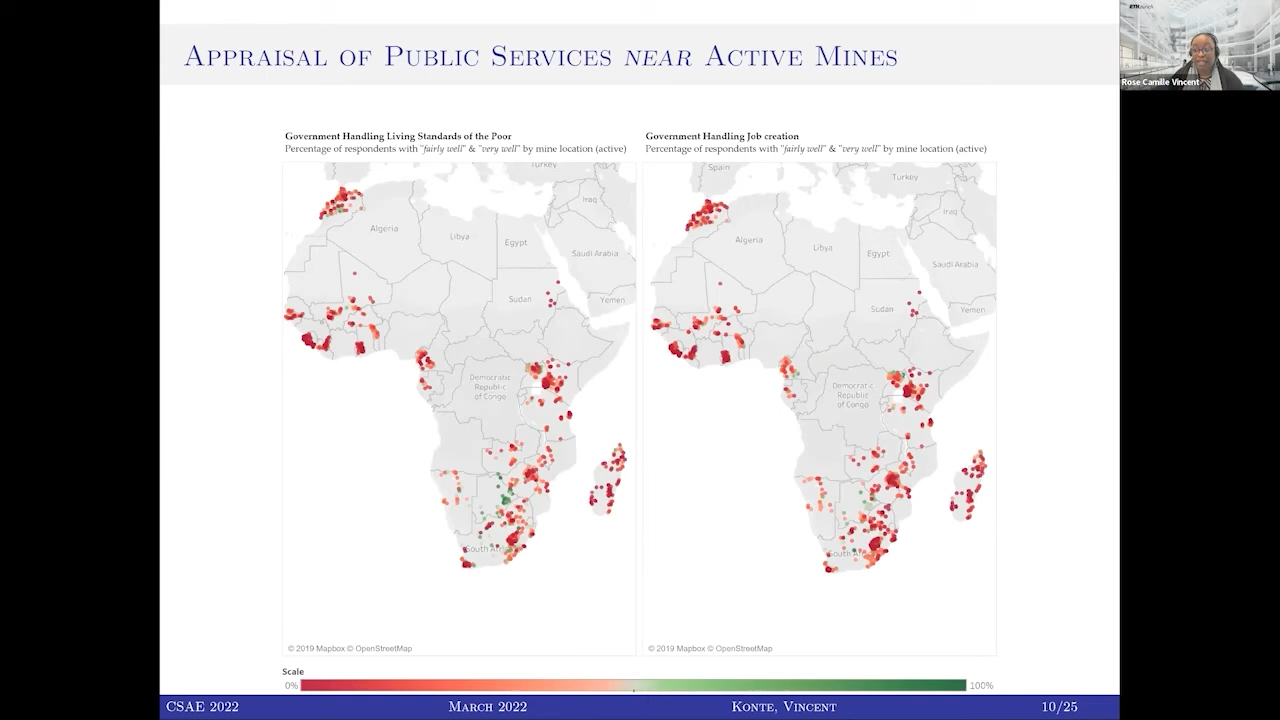 APPRAISAL OF PUBLIC SERVICES NEAR ACTIVE MINES
ETH zürich
Rose Camille Vincent
Government Handling Living Standards of the Poor
Percentage of respondents with "fairly well" & "very well" by mine location (active)
Turkey
Iraq
Algeria
Libya
Egypt
Saudi Arabia
Sudan
Yemen
Democratic
Republic
of Congo
South Af
© 2019 Mapbox © OpenStreetMap
Government Handling Job creation
Percentage of respondents with "fairly well" & "very well" by mine location (active)
Spain
Turkey
Iraq
Algeria
Libya
Egypt
Saudi Arabia
Sudan
Yemen
Democratic
Republic
of Congo
South Af
© 2019 Mapbox © OpenStreetMap
Scale
0%
100%
CSAE 2022
MARCH 2022
KONTE, VINCENT
10/25